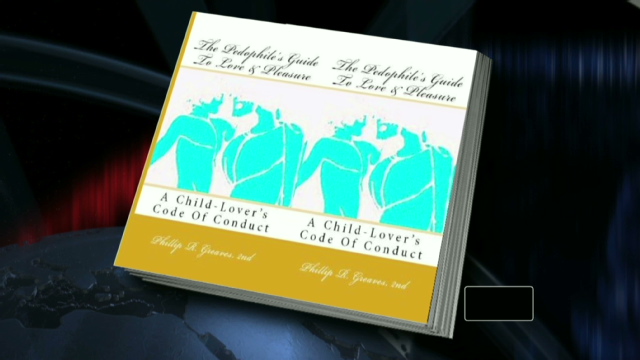 The Pedophile's Guide
To Love & Pleasure
A Child-Lover's
Code Of Conduct
Phillip R. Greaves, 2nd
The Pedophile's Guide
To Love & Pleasure
A Child-Lover's
Code Of Conduct
Phillip R. Greaves, 2nd